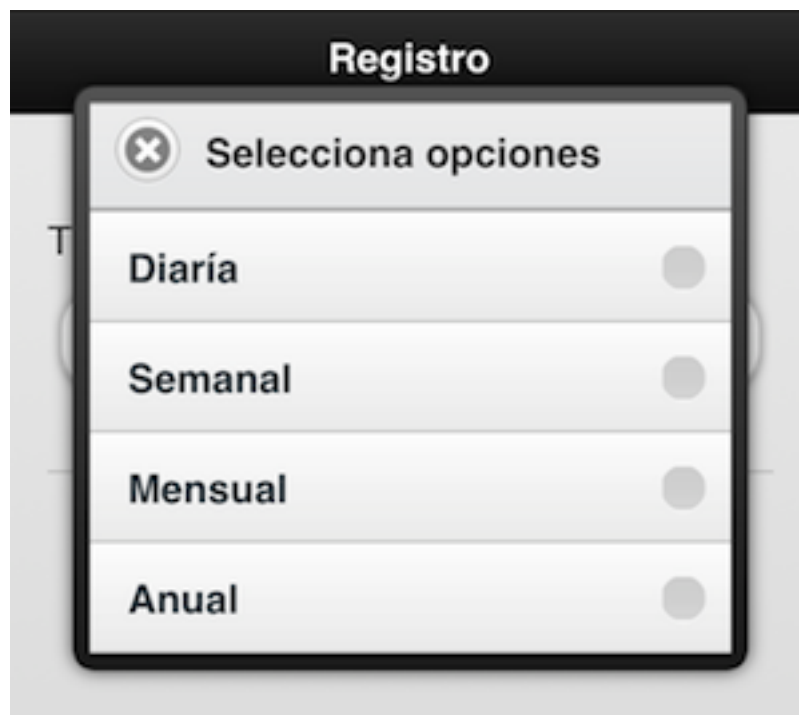 Registro
Selecciona opciones
T
Diaría
Semanal
Mensual
Anual